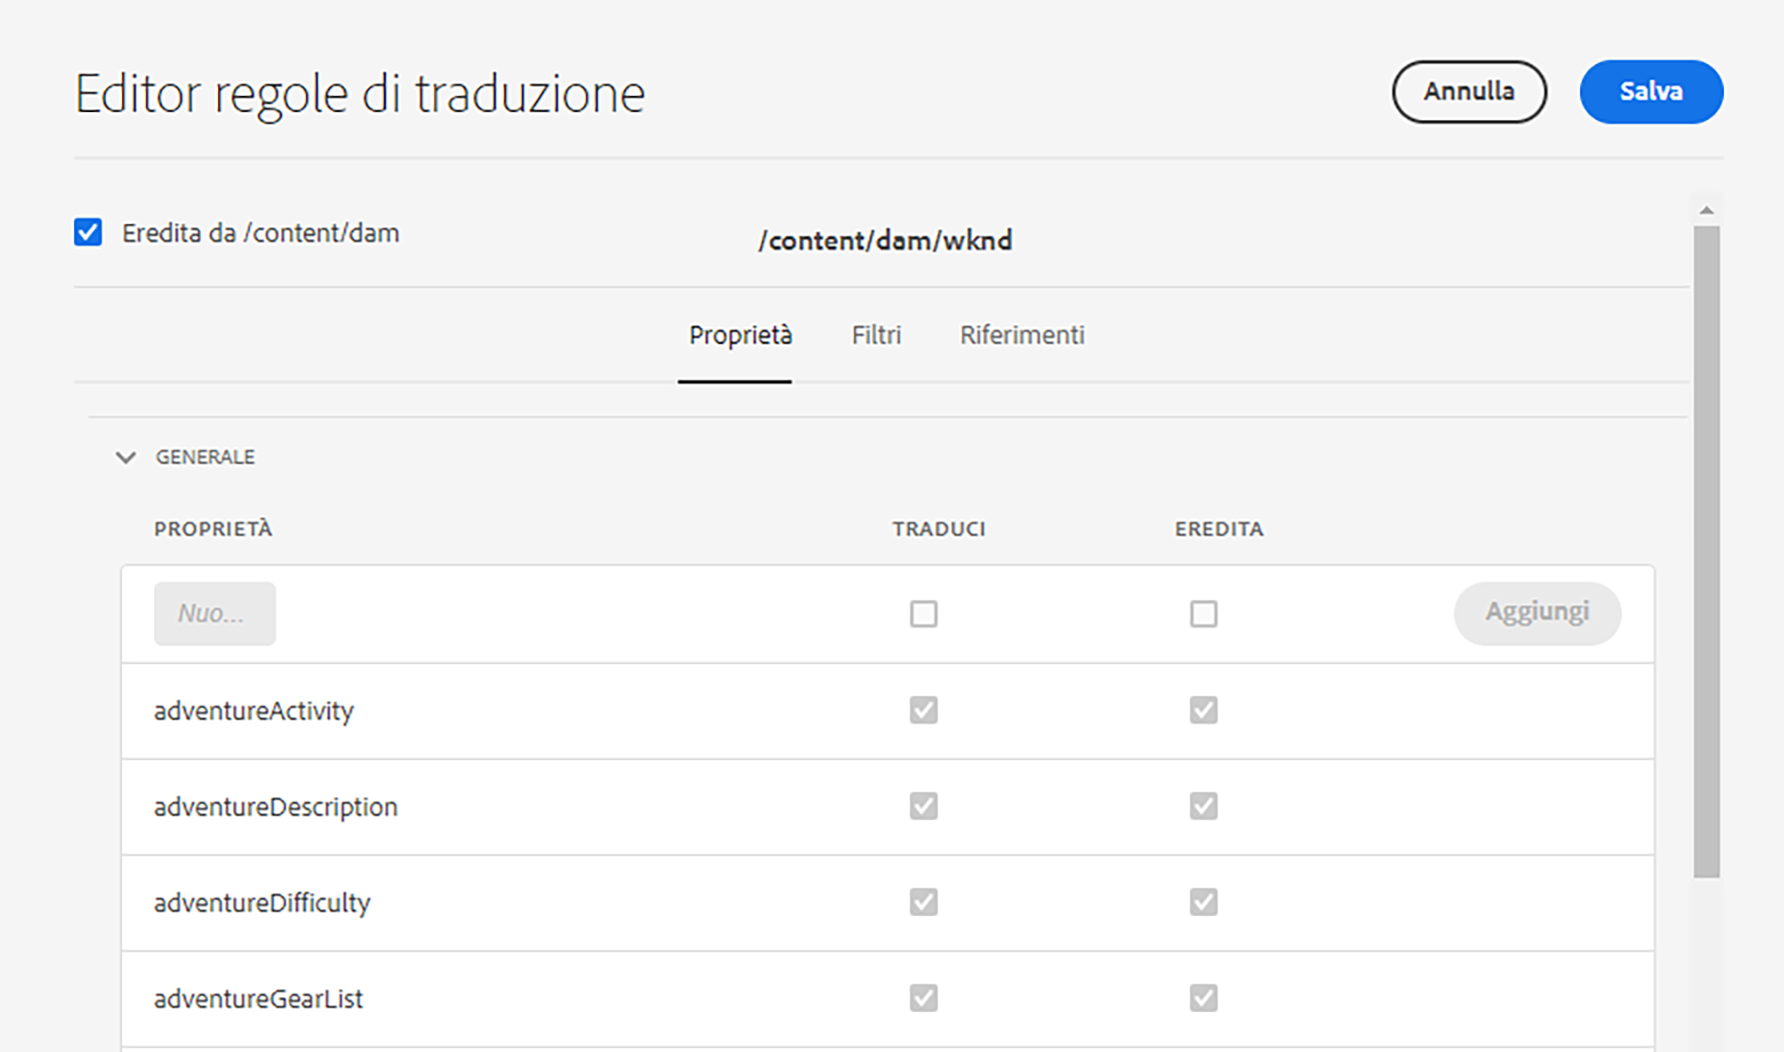 Editor regole di traduzione
Annulla
Salva
Eredita da /content/dam
/content/dam/wknd
Proprietà
Filtri
Riferimenti
GENERALE
PROPRIETÀ
TRADUCI
EREDITA
Nuo...
Aggiungi
adventureActivity
adventureDescription
adventureDifficulty
adventureGearList